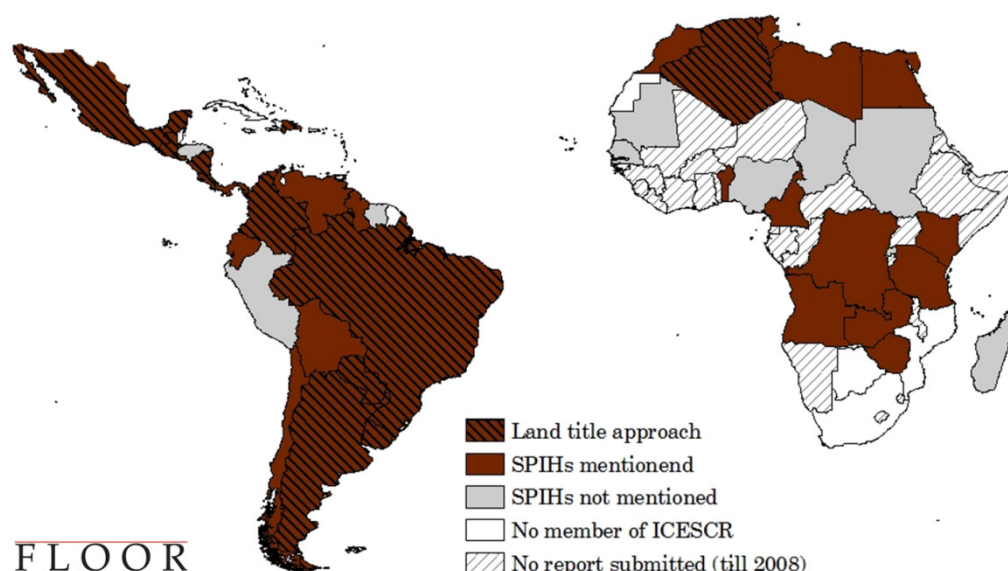 Land title approach
SPIHs mentionend
SPIHs not mentioned
No member of ICESCR
No report submitted (till 2008)
FLOOR